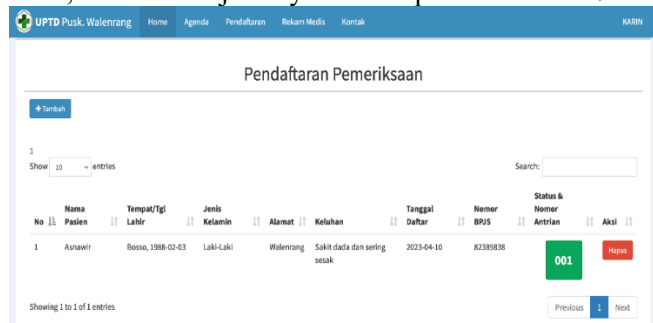 UPTD Pusk. Walenrang Home Agenda Pendaftaran Rekam Medis Kontak KARIN
Pendaftaran Pemeriksaan
+ Tambah
1
Show 10 entries Search:
No Nama Pasien Tempat/Tgl Lahir Jenis Kelamin Alamat Keluhan Tanggal Daftar Nomor BPJS Status & Nomor Antrian Aksi
1 Asnawir Bosso, 1988-02-03 Laki-Laki Walenrang Sakit dada dan sering sesak 2023-04-10 82389838 001 Hapus
Showing 1 to 1 of 1 entries Previous 1 Next